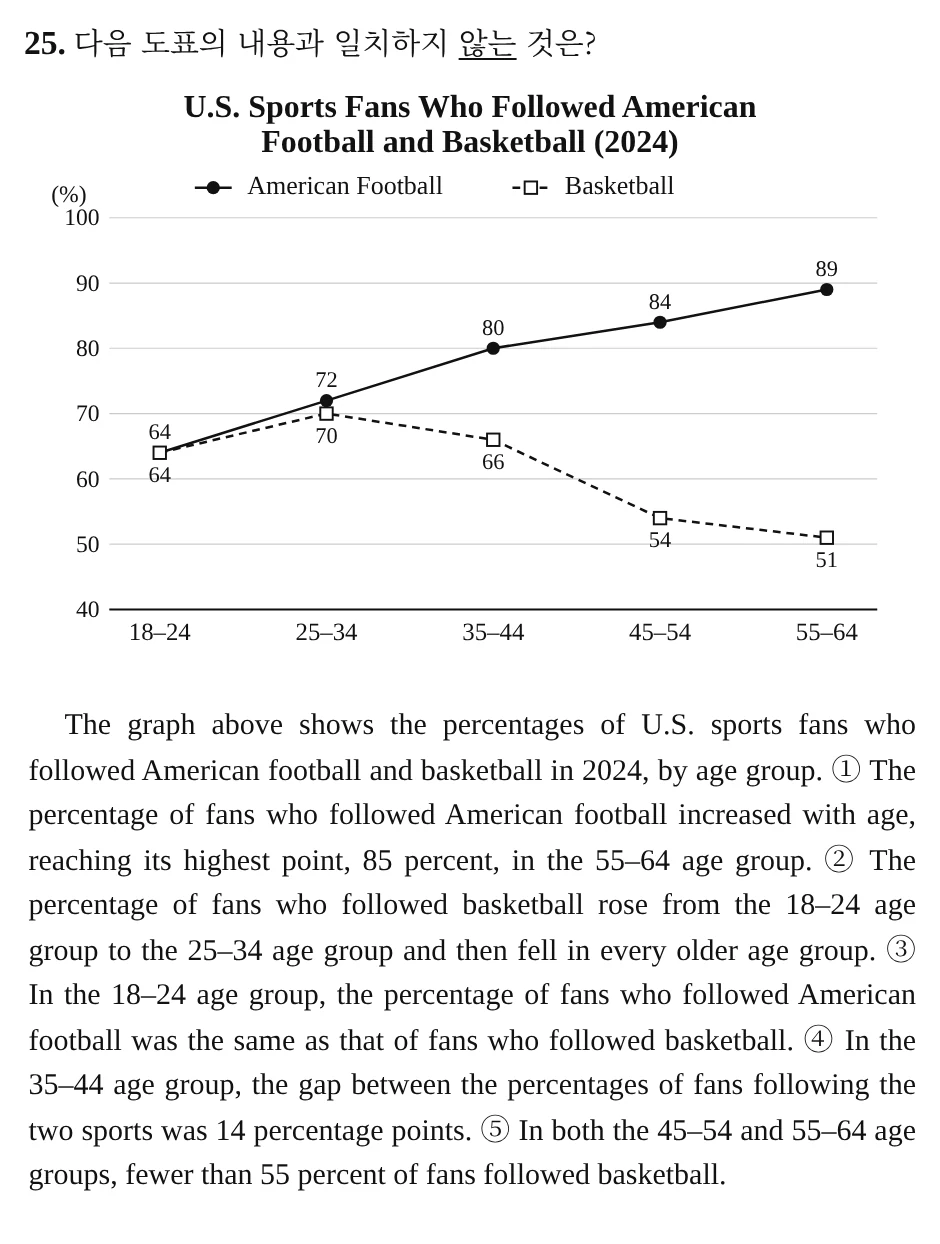 25. 다음 도표의 내용과 일치하지 않는 것은?
U.S. Sports Fans Who Followed American
Football and Basketball (2024)
American Football
Basketball
(%)
100
90
80
70
60
50
40
64
72
80
84
89
64
70
66
54
51
18–24
25–34
35–44
45–54
55–64
The graph above shows the percentages of U.S. sports fans who
followed American football and basketball in 2024, by age group. ① The
percentage of fans who followed American football increased with age,
reaching its highest point, 85 percent, in the 55–64 age group. ② The
percentage of fans who followed basketball rose from the 18–24 age
group to the 25–34 age group and then fell in every older age group. ③
In the 18–24 age group, the percentage of fans who followed American
football was the same as that of fans who followed basketball. ④ In the
35–44 age group, the gap between the percentages of fans following the
two sports was 14 percentage points. ⑤ In both the 45–54 and 55–64 age
groups, fewer than 55 percent of fans followed basketball.